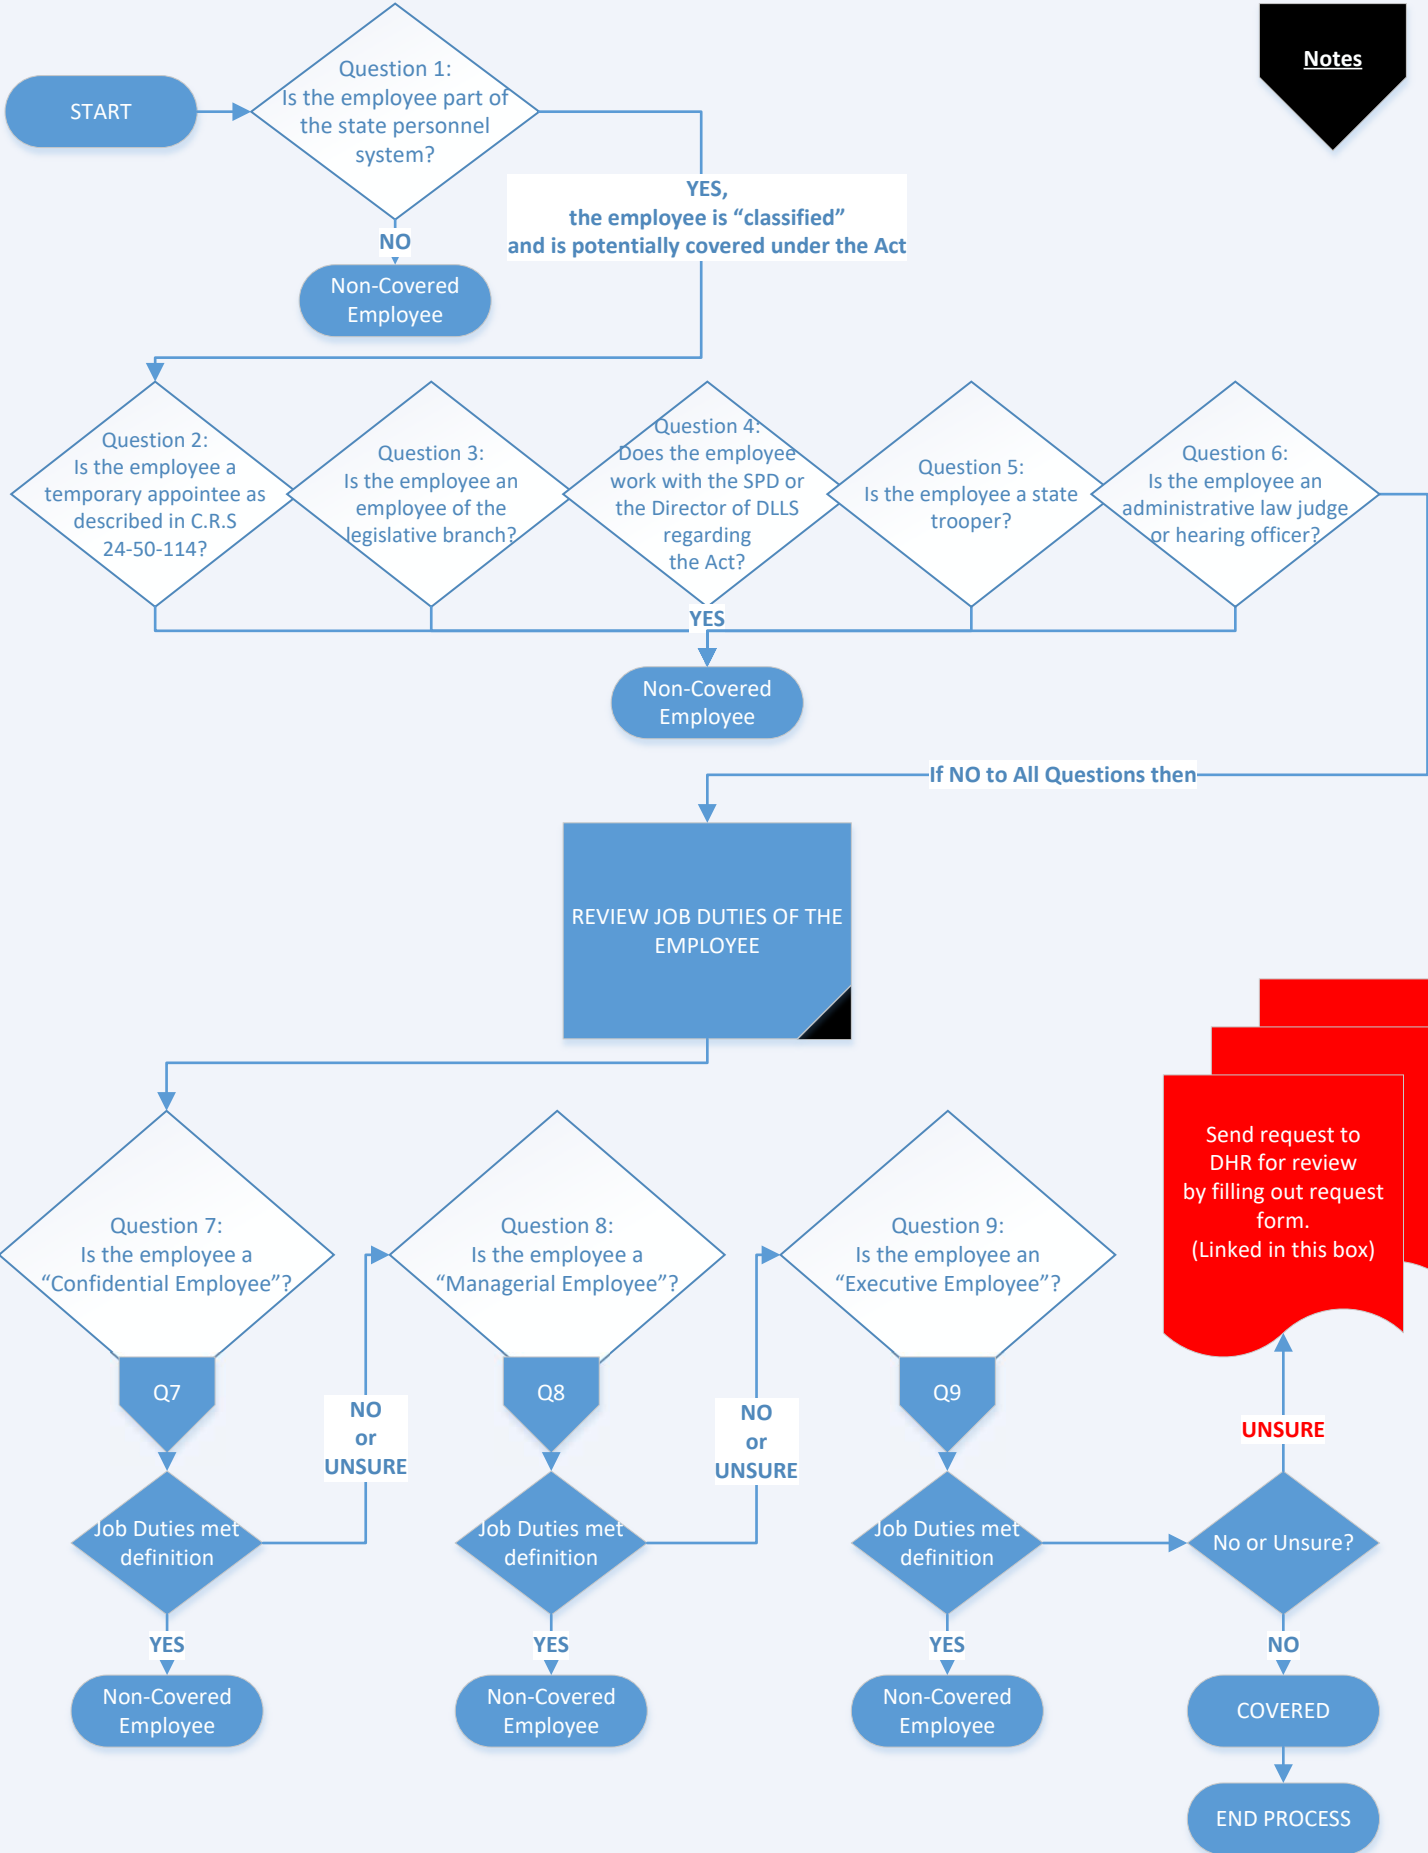 Notes
START
Question 1:
Is the employee part of
the state personnel
system?
YES,
the employee is “classified”
and is potentially covered under the Act
NO
Non-Covered
Employee
Question 2:
Is the employee a
temporary appointee as
described in C.R.S
24-50-114?
Question 3:
Is the employee an
employee of the
legislative branch?
Question 4:
Does the employee
work with the SPD or
the Director of DLLS
regarding
the Act?
Question 5:
Is the employee a state
trooper?
Question 6:
Is the employee an
administrative law judge
or hearing officer?
YES
Non-Covered
Employee
If NO to All Questions then
REVIEW JOB DUTIES OF THE
EMPLOYEE
Send request to
DHR for review
by filling out request
form.
(Linked in this box)
Question 7:
Is the employee a
“Confidential Employee”?
Question 8:
Is the employee a
“Managerial Employee”?
Question 9:
Is the employee an
“Executive Employee”?
Q7
NO
or
UNSURE
Q8
NO
or
UNSURE
Q9
UNSURE
Job Duties met
definition
Job Duties met
definition
Job Duties met
definition
No or Unsure?
YES
YES
YES
NO
Non-Covered
Employee
Non-Covered
Employee
Non-Covered
Employee
COVERED
END PROCESS